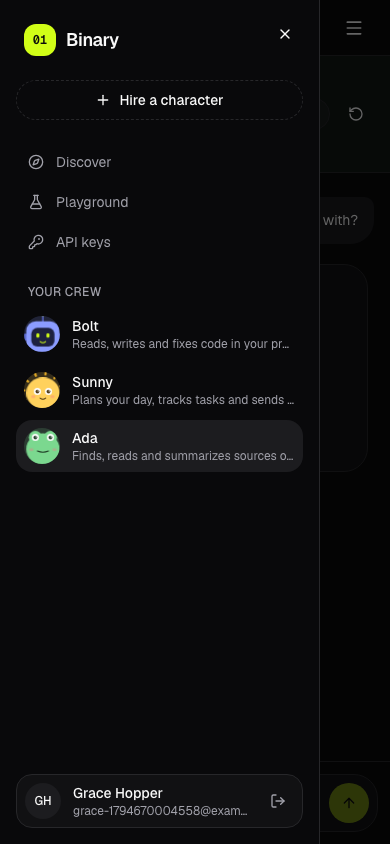 01 Binary
Hire a character
Discover
Playground
API keys
YOUR CREW
Bolt
Reads, writes and fixes code in your pr...
Sunny
Plans your day, tracks tasks and sends ...
Ada
Finds, reads and summarizes sources o...
with?
GH
Grace Hopper
grace-1794670004558@exam...